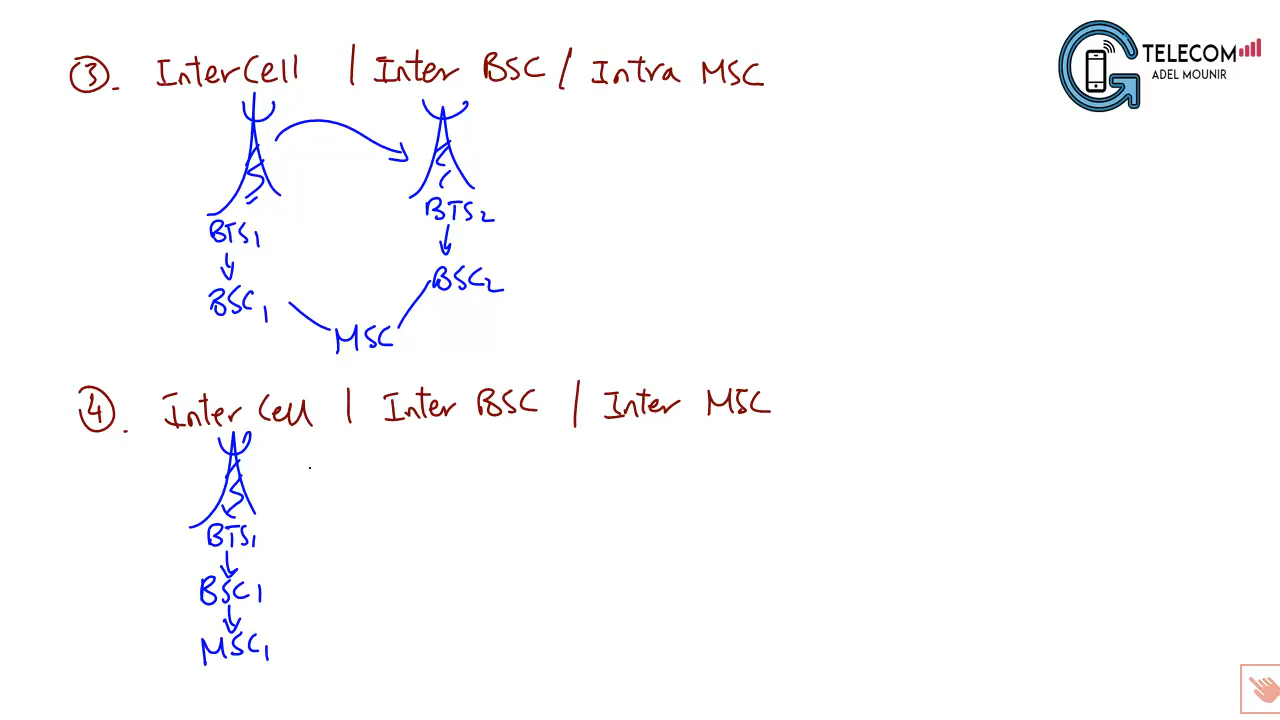 ③. InterCell | Inter BSC / Intra MSC
TELECOM
ADEL MOUNIR
BTS1
BTS2
BSC1
BSC2
MSC
④. Inter Cell | Inter BSC / Inter MSC
BTS1
BSC1
MSC1